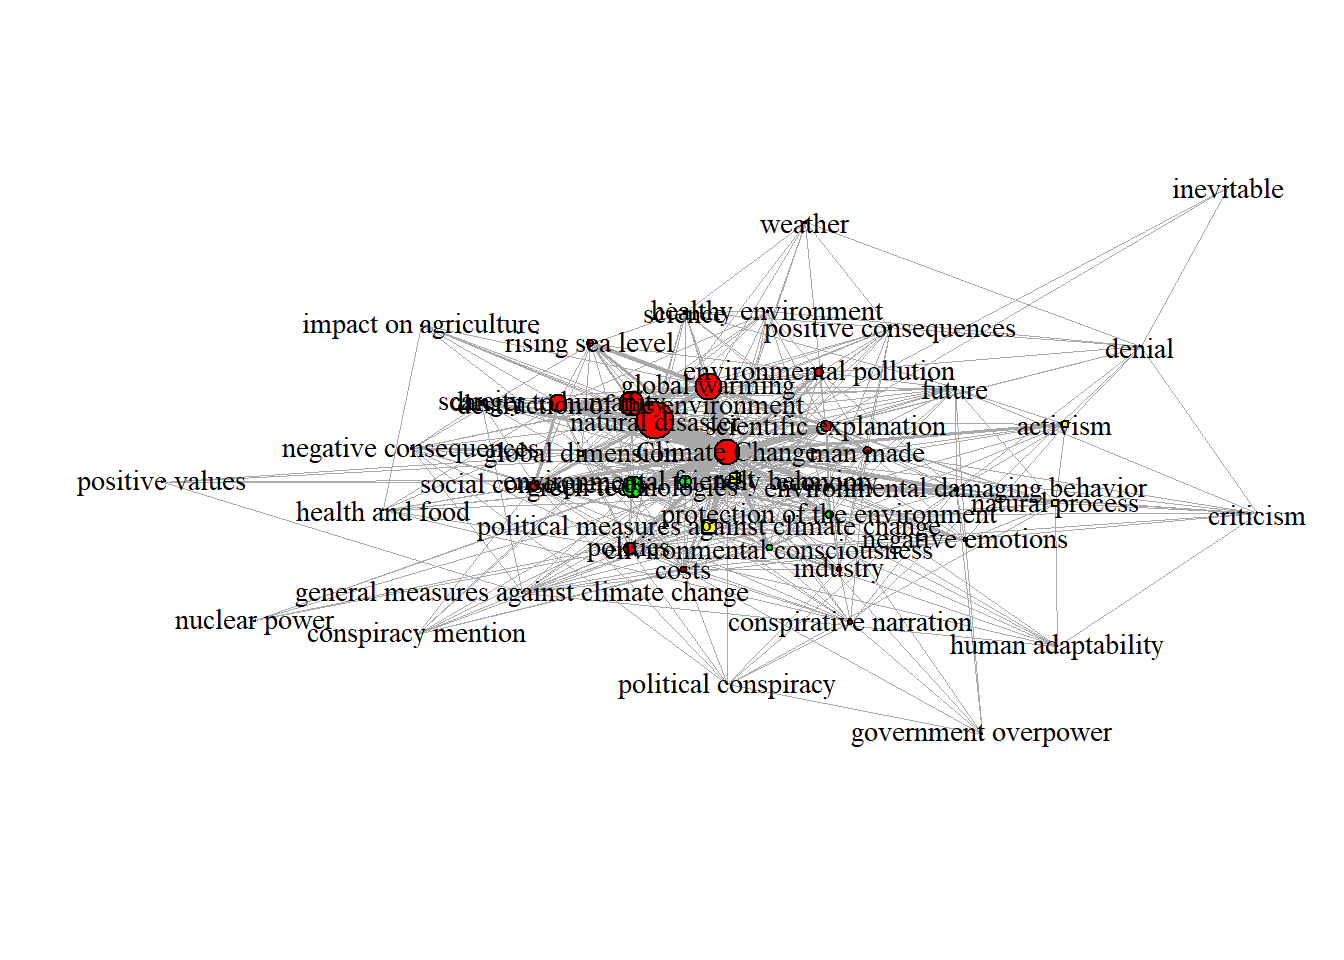 inevitable
weather
healthy environment
science
impact on agriculture
positive consequences
rising sea level
denial
environmental pollution
global warming
future
danger to humanity
destruction of the environment
natural disaster
scientific explanation
activism
negative consequences
global dimension
Climate Change
man made
positive values
social consequences
environmental friendly behavior
green technologies
environmental damaging behavior
health and food
natural process
protection of the environment
criticism
political measures against climate change
negative emotions
politics
environmental consciousness
costs
industry
general measures against climate change
nuclear power
conspirative narration
conspiracy mention
human adaptability
political conspiracy
government overpower